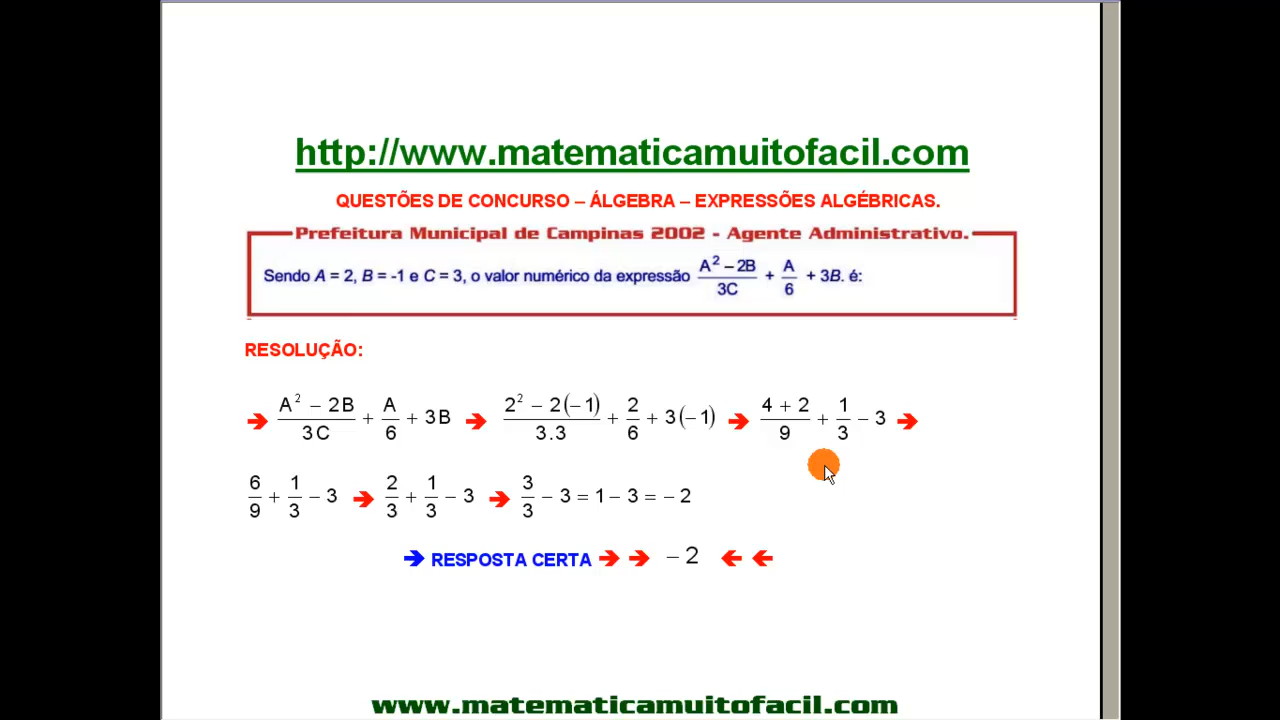 http://www.matematicamuitofacil.com
QUESTÕES DE CONCURSO – ÁLGEBRA – EXPRESSÕES ALGÉBRICAS.
Prefeitura Municipal de Campinas 2002 - Agente Administrativo.
Sendo A = 2, B = -1 e C = 3, o valor numérico da expressão (A² – 2B)/3C + A/6 + 3B. é:
RESOLUÇÃO:
➔ (A² − 2B)/3C + A/6 + 3B ➔ (2² − 2(−1))/3.3 + 2/6 + 3(−1) ➔ (4 + 2)/9 + 1/3 − 3 ➔
6/9 + 1/3 − 3 ➔ 2/3 + 1/3 − 3 ➔ 3/3 − 3 = 1 − 3 = − 2
➔ RESPOSTA CERTA ➔ ➔ − 2 🡸 🡸
www.matematicamuitofacil.com